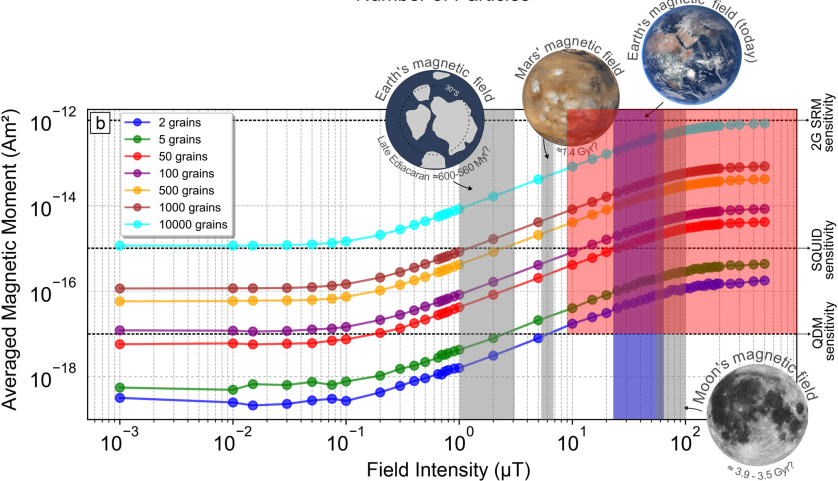 Number of Particles
Earth's magnetic field (today)
Mars' magnetic field
≈1.4 Gyr?
Earth's magnetic field
30°S
Late Ediacaran ≈600-560 Myr?
b
2 grains
5 grains
50 grains
100 grains
500 grains
1000 grains
10000 grains
Averaged Magnetic Moment (Am²)
10⁻¹²
10⁻¹⁴
10⁻¹⁶
10⁻¹⁸
2G SRM
sensitivity
SQUID
sensitivity
QDM
sensitivity
Moon's magnetic field
≈ 3.9 - 3.5 Gyr?
10⁻³
10⁻²
10⁻¹
10⁰
10¹
10²
Field Intensity (μT)